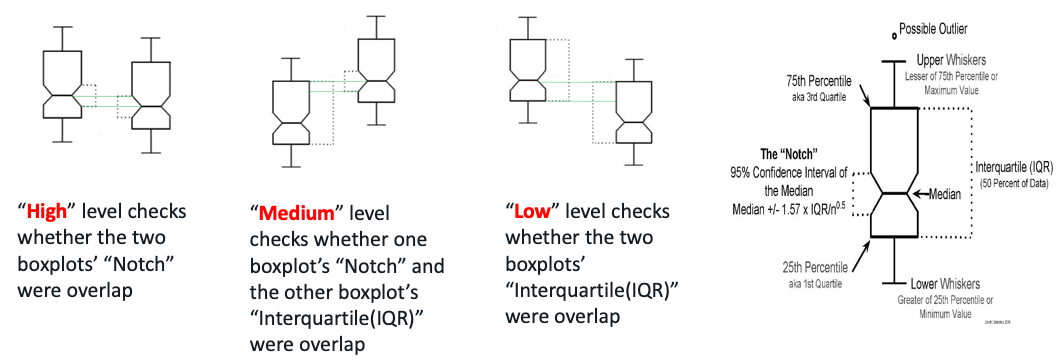 “High” level checks
whether the two
boxplots’ “Notch”
were overlap
“Medium” level
checks whether one
boxplot’s “Notch” and
the other boxplot’s
“Interquartile(IQR)”
were overlap
“Low” level checks
whether the two
boxplots’
“Interquartile(IQR)”
were overlap
Possible Outlier
Upper Whiskers
Lesser of 75th Percentile or
Maximum Value
75th Percentile
aka 3rd Quartile
The “Notch”
95% Confidence Interval of
the Median
Median +/- 1.57 x IQR/n0.5
Interquartile (IQR)
(50 Percent of Data)
Median
25th Percentile
aka 1st Quartile
Lower Whiskers
Greater of 25th Percentile or
Minimum Value